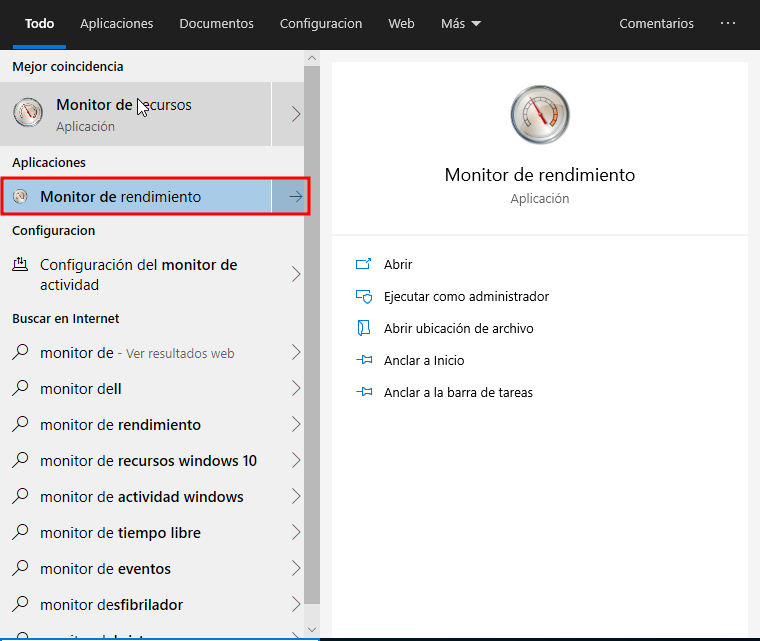 Todo Aplicaciones Documentos Configuracion Web Más Comentarios ···
Mejor coincidencia
Monitor de recursos
Aplicación
Aplicaciones
Monitor de rendimiento
Configuracion
Configuración del monitor de
actividad
Buscar en Internet
monitor de - Ver resultados web
monitor dell
monitor de rendimiento
monitor de recursos windows 10
monitor de actividad windows
monitor de tiempo libre
monitor de eventos
monitor desfibrilador
Monitor de rendimiento
Aplicación
Abrir
Ejecutar como administrador
Abrir ubicación de archivo
Anclar a Inicio
Anclar a la barra de tareas